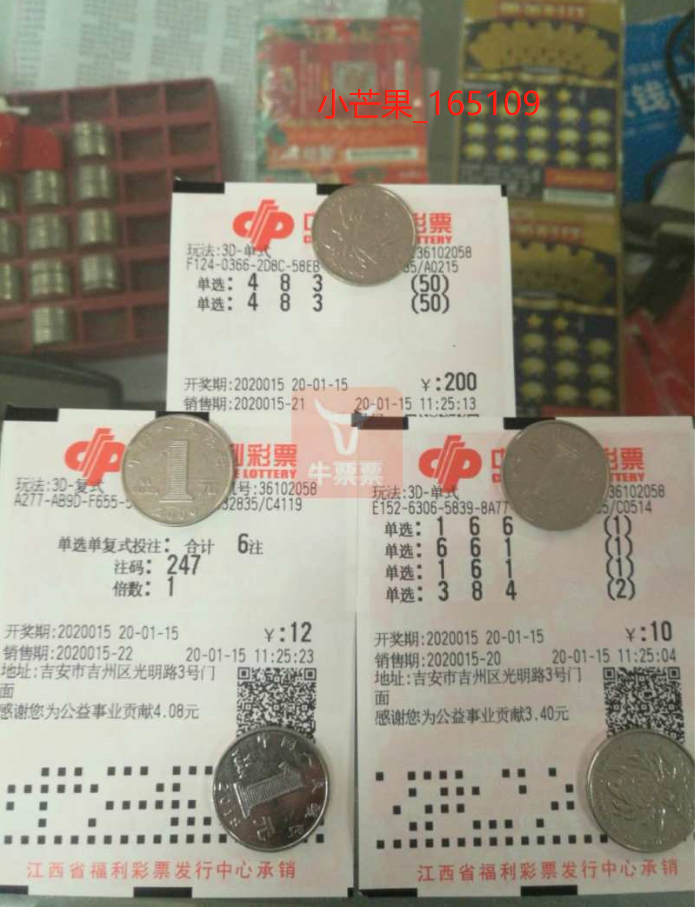 小芒果_165109
中 彩票
CHINA LOTTERY
玩法:3D-单式 :36102058
F124-0366-2D8C-58EB 35/A0215
单选: 4 8 3 (50)
单选: 4 8 3 (50)
开奖期:2020015 20-01-15 ¥:200
销售期:2020015-21 20-01-15 11:25:13
牛票票
利彩票
LOTTERY
玩法:3D-复式 机号:36102058
A277-AB9D-F655-5 32835/C4119
单选单复式投注: 合计 6注
注码: 247
倍数: 1
开奖期:2020015 20-01-15 ¥:12
销售期:2020015-22 20-01-15 11:25:23
地址:吉安市吉州区光明路3号门
面
感谢您为公益事业贡献4.08元
江西省福利彩票发行中心承销
中 彩票
LOTTERY
玩法:3D-单式 36102058
E152-6306-5839-8A77 5/C0514
单选: 1 6 6 (1)
单选: 6 6 1 (1)
单选: 1 6 1 (1)
单选: 3 8 4 (2)
开奖期:2020015 20-01-15 ¥:10
销售期:2020015-20 20-01-15 11:25:04
地址:吉安市吉州区光明路3号门
面
感谢您为公益事业贡献3.40元
江西省福利彩票发行中心承销
1
元
1
元
钱